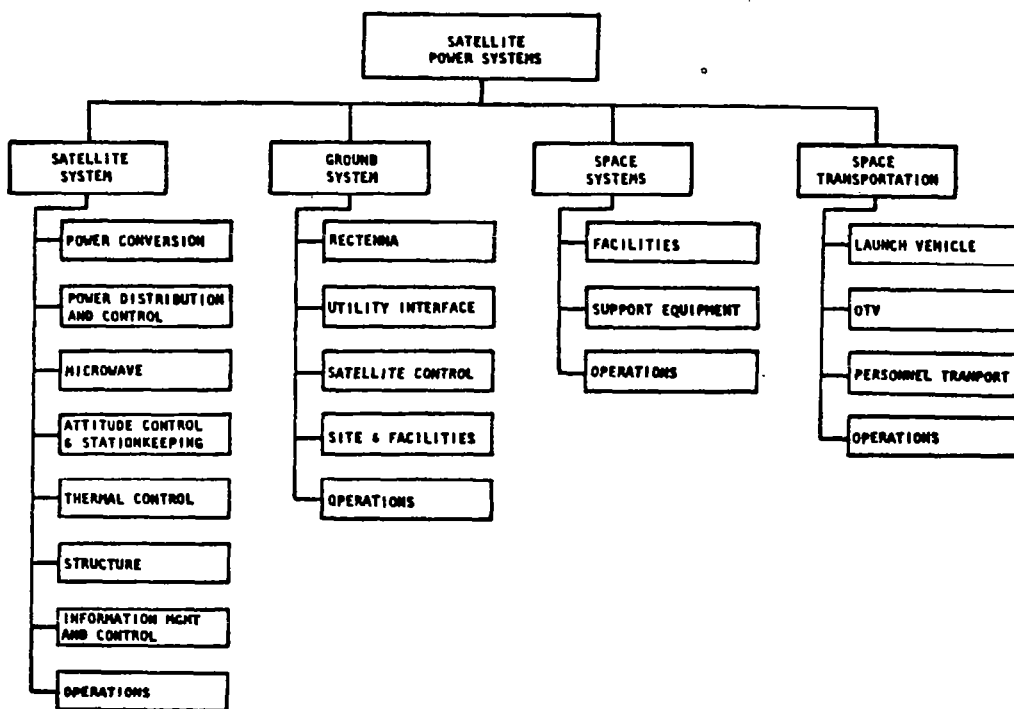 SATELLITE
POWER SYSTEMS
SATELLITE
SYSTEM
POWER CONVERSION
POWER DISTRIBUTION
AND CONTROL
MICROWAVE
ATTITUDE CONTROL
& STATIONKEEPING
THERMAL CONTROL
STRUCTURE
INFORMATION MGMT
AND CONTROL
OPERATIONS
GROUND
SYSTEM
RECTENNA
UTILITY INTERFACE
SATELLITE CONTROL
SITE & FACILITIES
OPERATIONS
SPACE
SYSTEMS
FACILITIES
SUPPORT EQUIPMENT
OPERATIONS
SPACE
TRANSPORTATION
LAUNCH VEHICLE
OTV
PERSONNEL TRANPORT
OPERATIONS